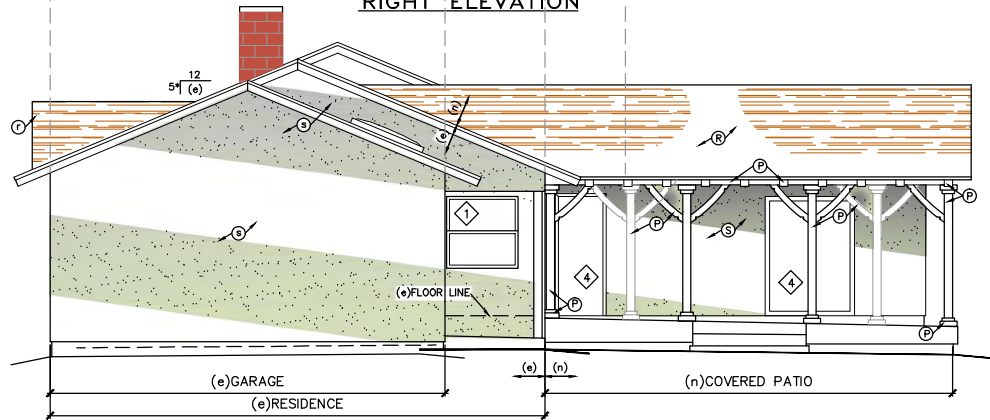 RIGHT ELEVATION
12
5* (e)
r
s
(n)
(e)
R
P
P
s
1
P
S
P
4
4
(e)FLOOR LINE
P
P
(e) (n)
(e)GARAGE
(n)COVERED PATIO
(e)RESIDENCE